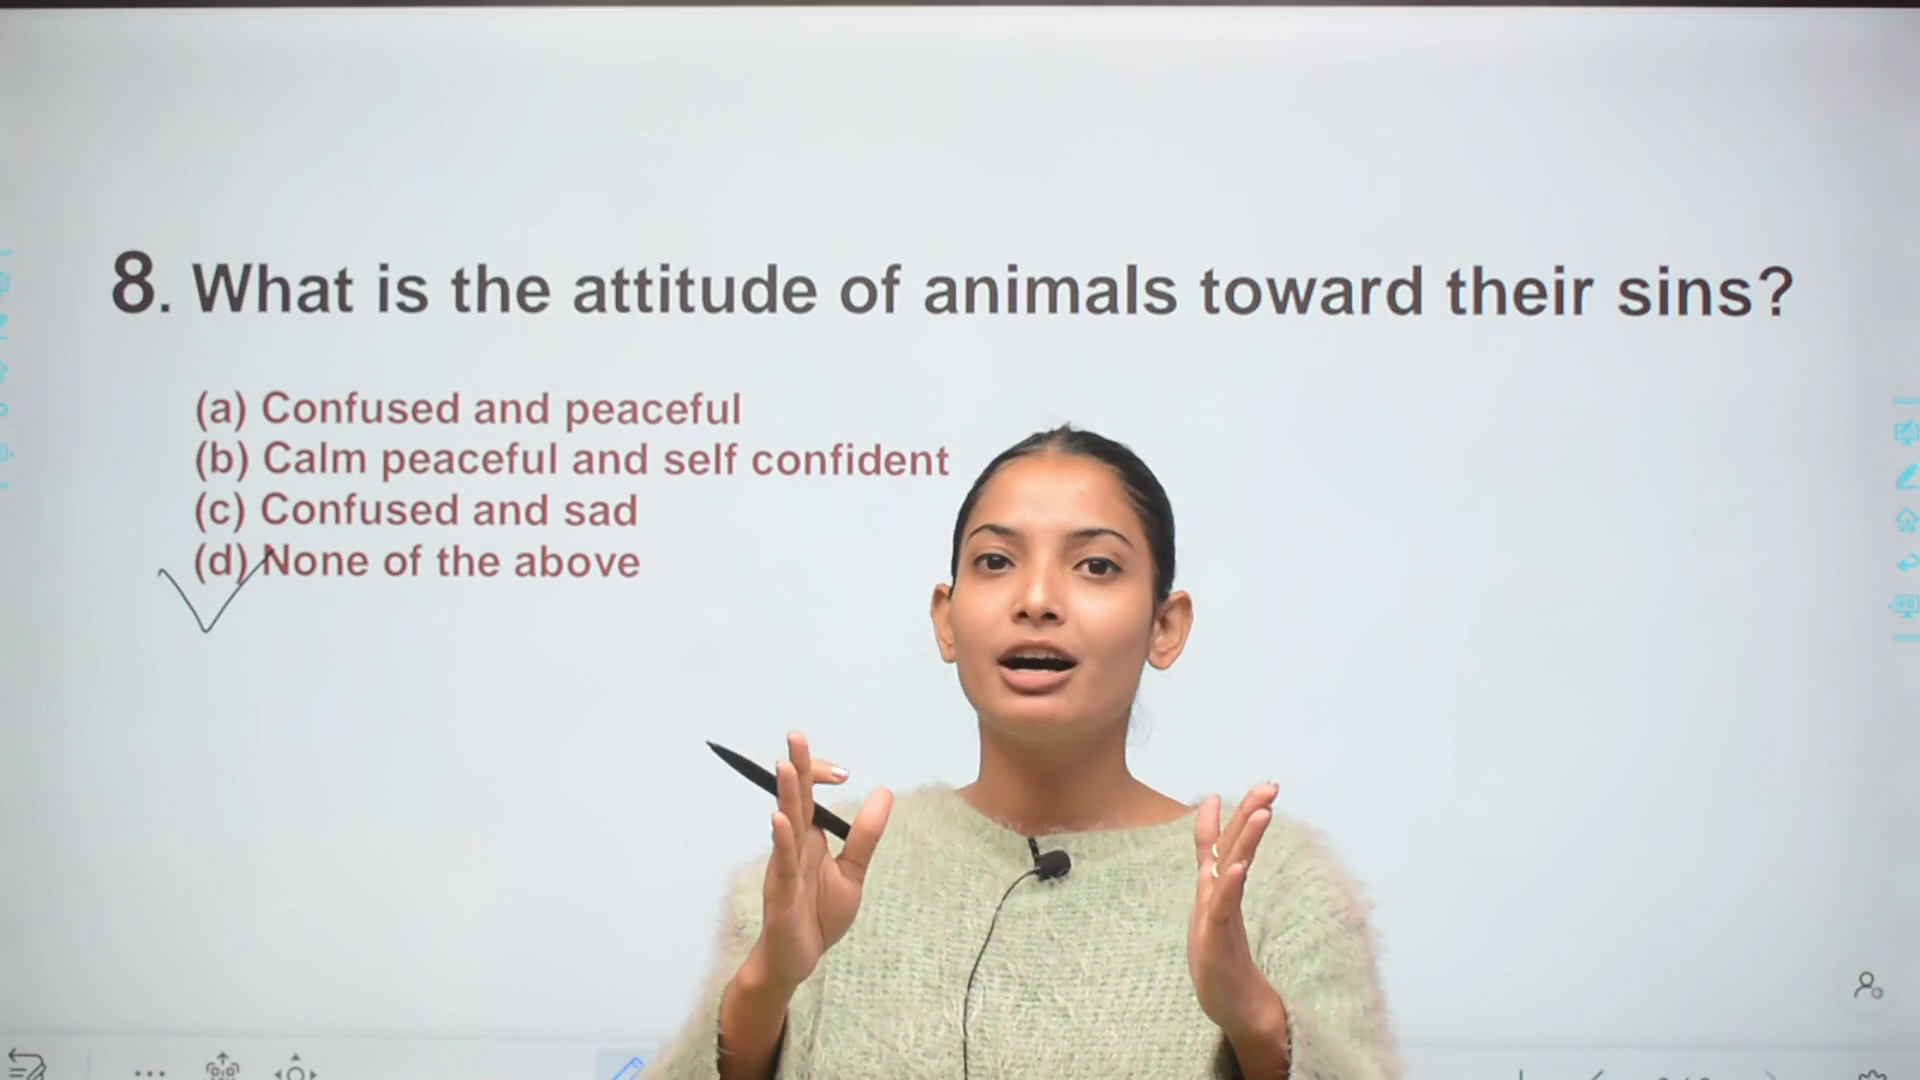 8. What is the attitude of animals toward their sins?
(a) Confused and peaceful
(b) Calm peaceful and self confident
(c) Confused and sad
(d) None of the above